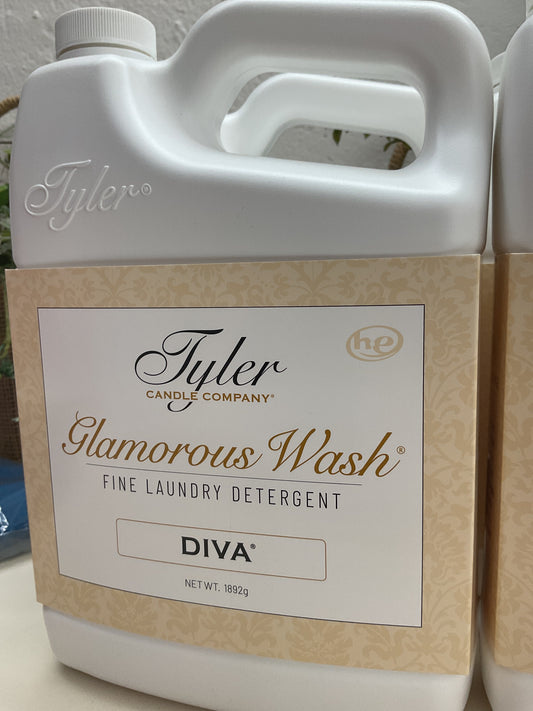 Tyler®
he
Tyler
CANDLE COMPANY®
Glamorous Wash®
FINE LAUNDRY DETERGENT
DIVA®
NET WT. 1892g